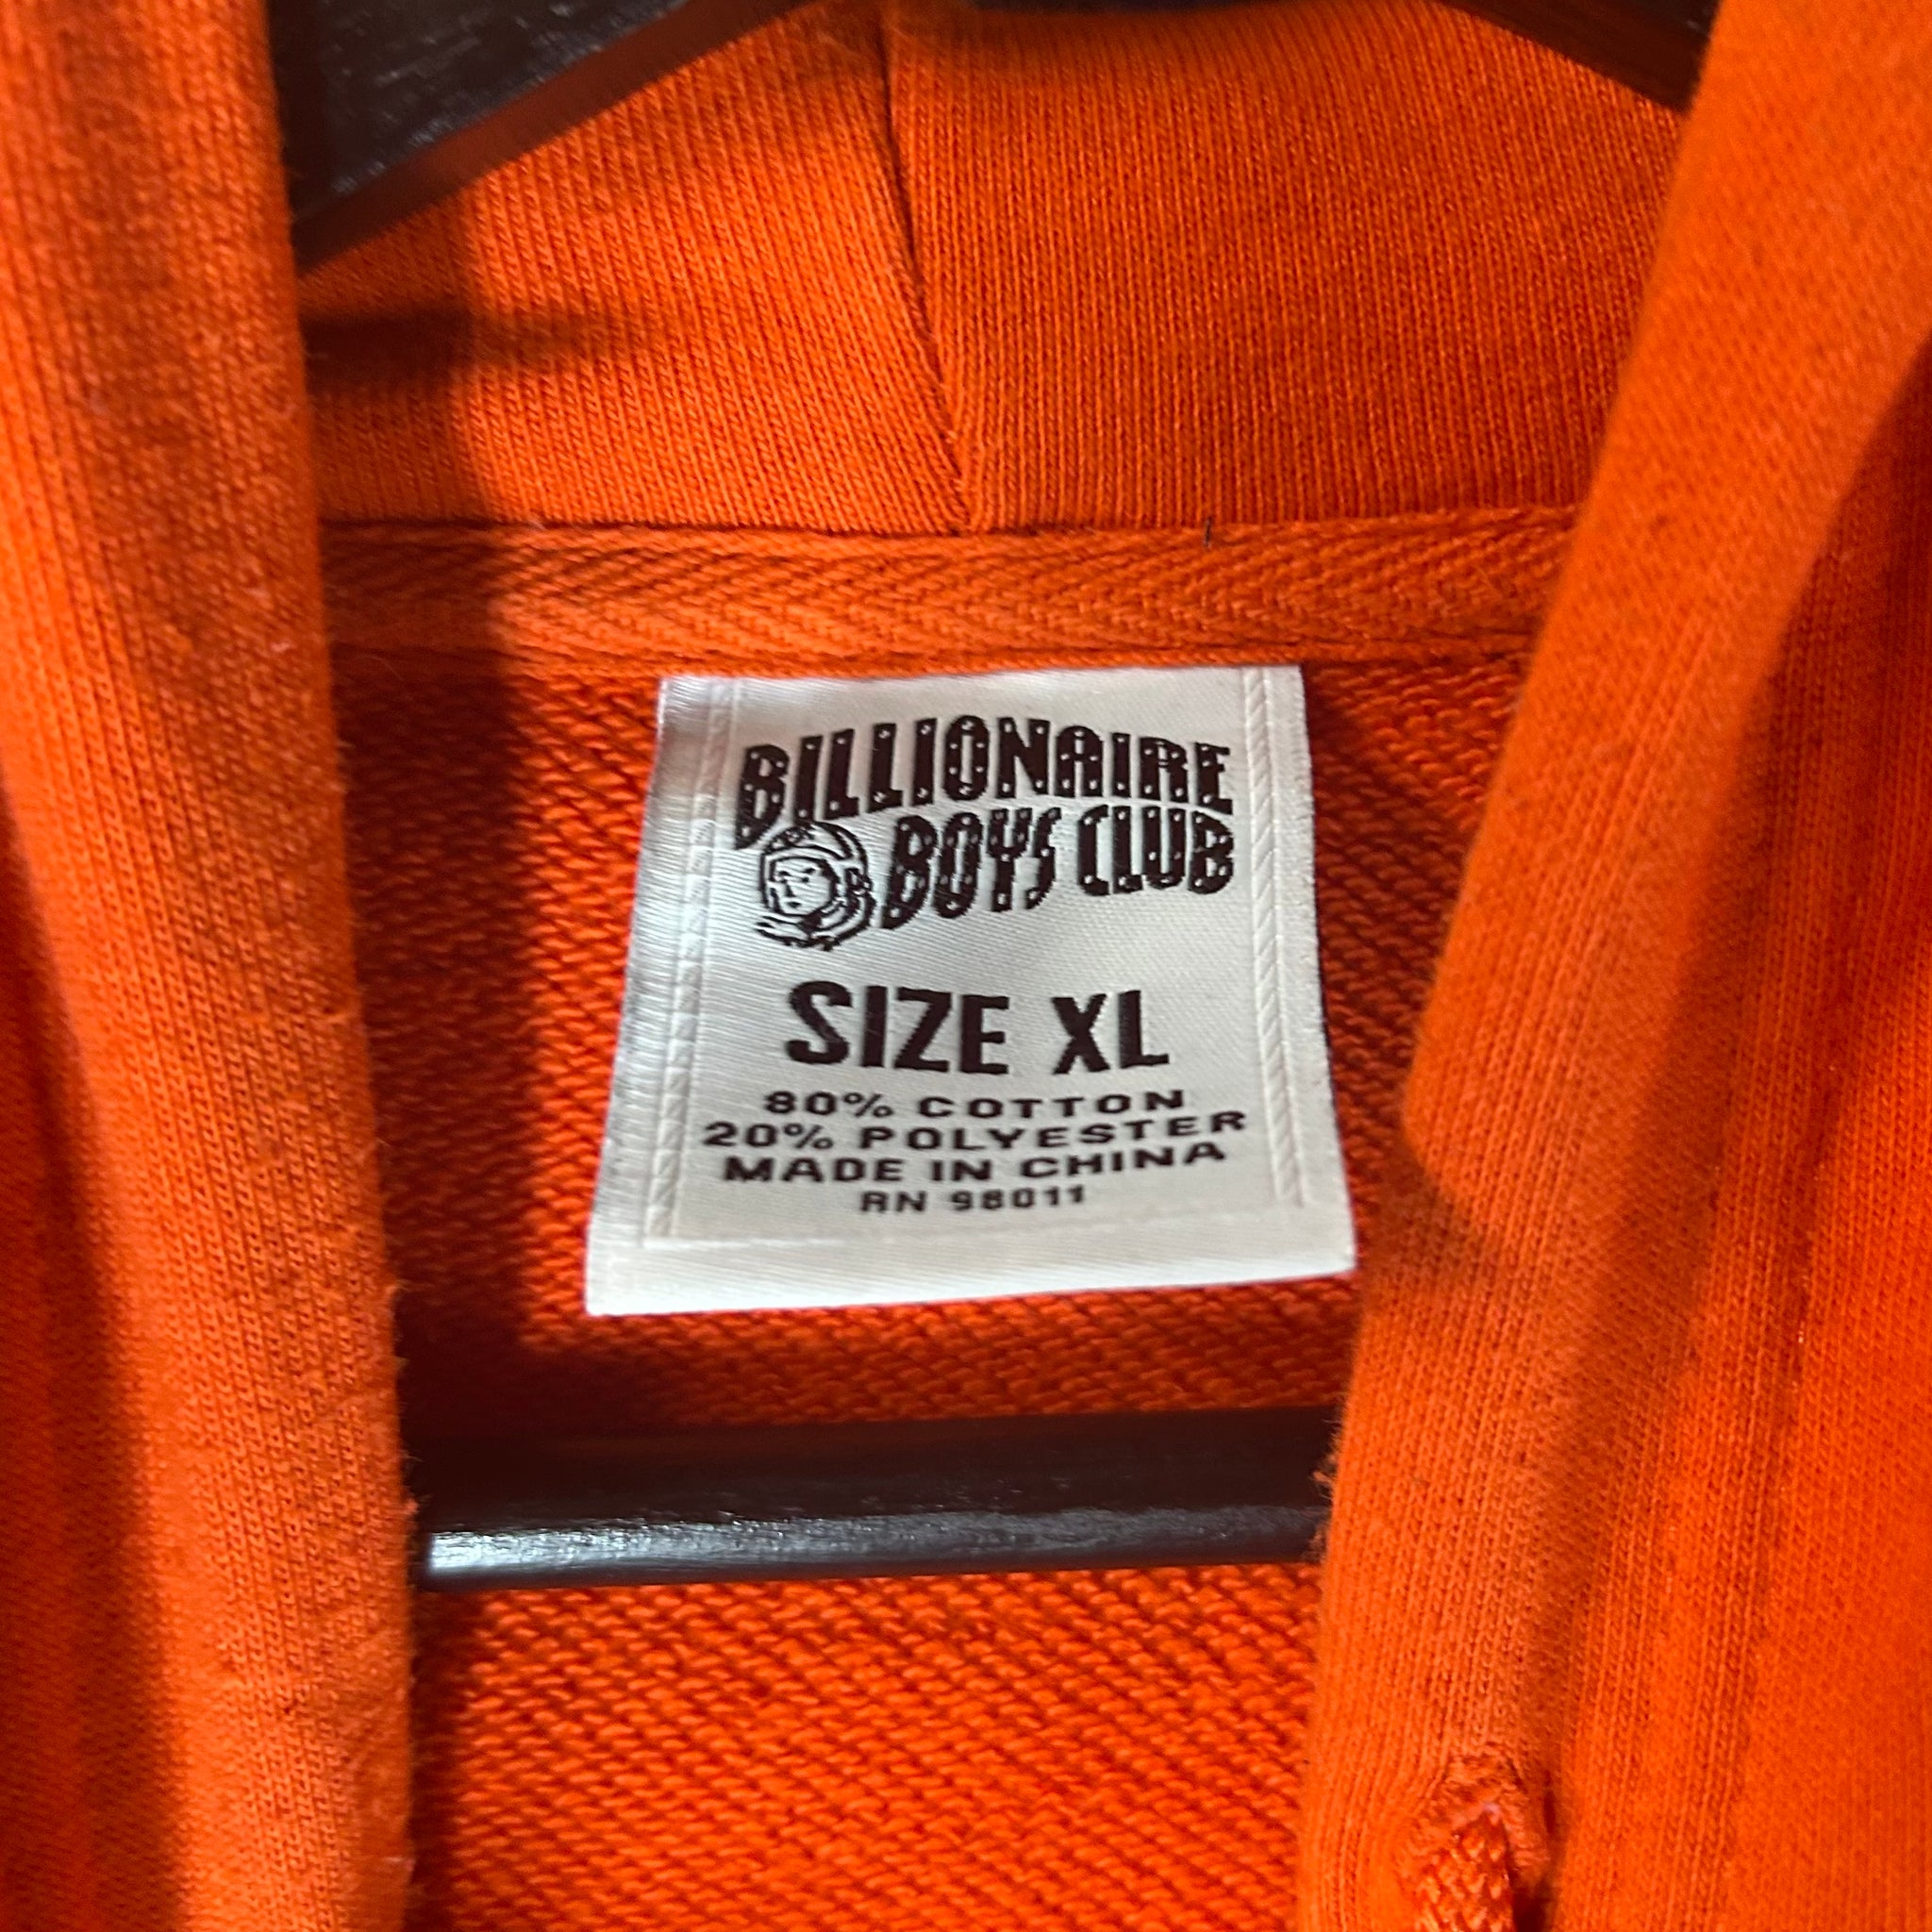 BILLIONAIRE
BOYS CLUB
SIZE XL
80% COTTON
20% POLYESTER
MADE IN CHINA
RN 98011